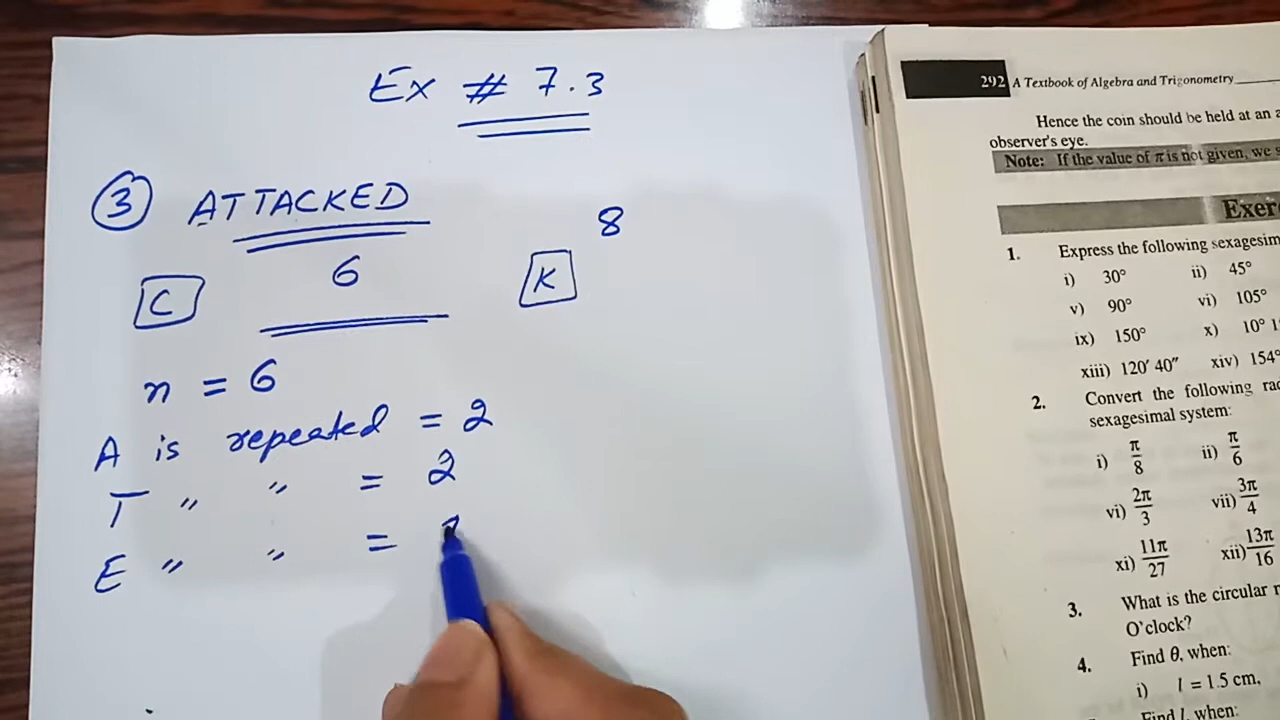 Ex # 7.3
3 ATTACKED
8
C 6 K
n = 6
A is repeated = 2
T " " = 2
E " " =
292 A Textbook of Algebra and Trigonometry
Hence the coin should be held at an
observer's eye.
Note: If the value of π is not given, we
Exer
1. Express the following sexagesim
i) 30° ii) 45°
v) 90° vi) 105°
ix) 150° x) 10°
xiii) 120′ 40″ xiv) 154°
2. Convert the following
sexagesimal system:
i) π/8 ii) π/6
vi) 2π/3 vii) 3π/4
xi) 11π/27 xii) 13π/16
3. What is the circular
O'clock?
4. Find θ, when:
i) l = 1.5 cm,
Find l, when: